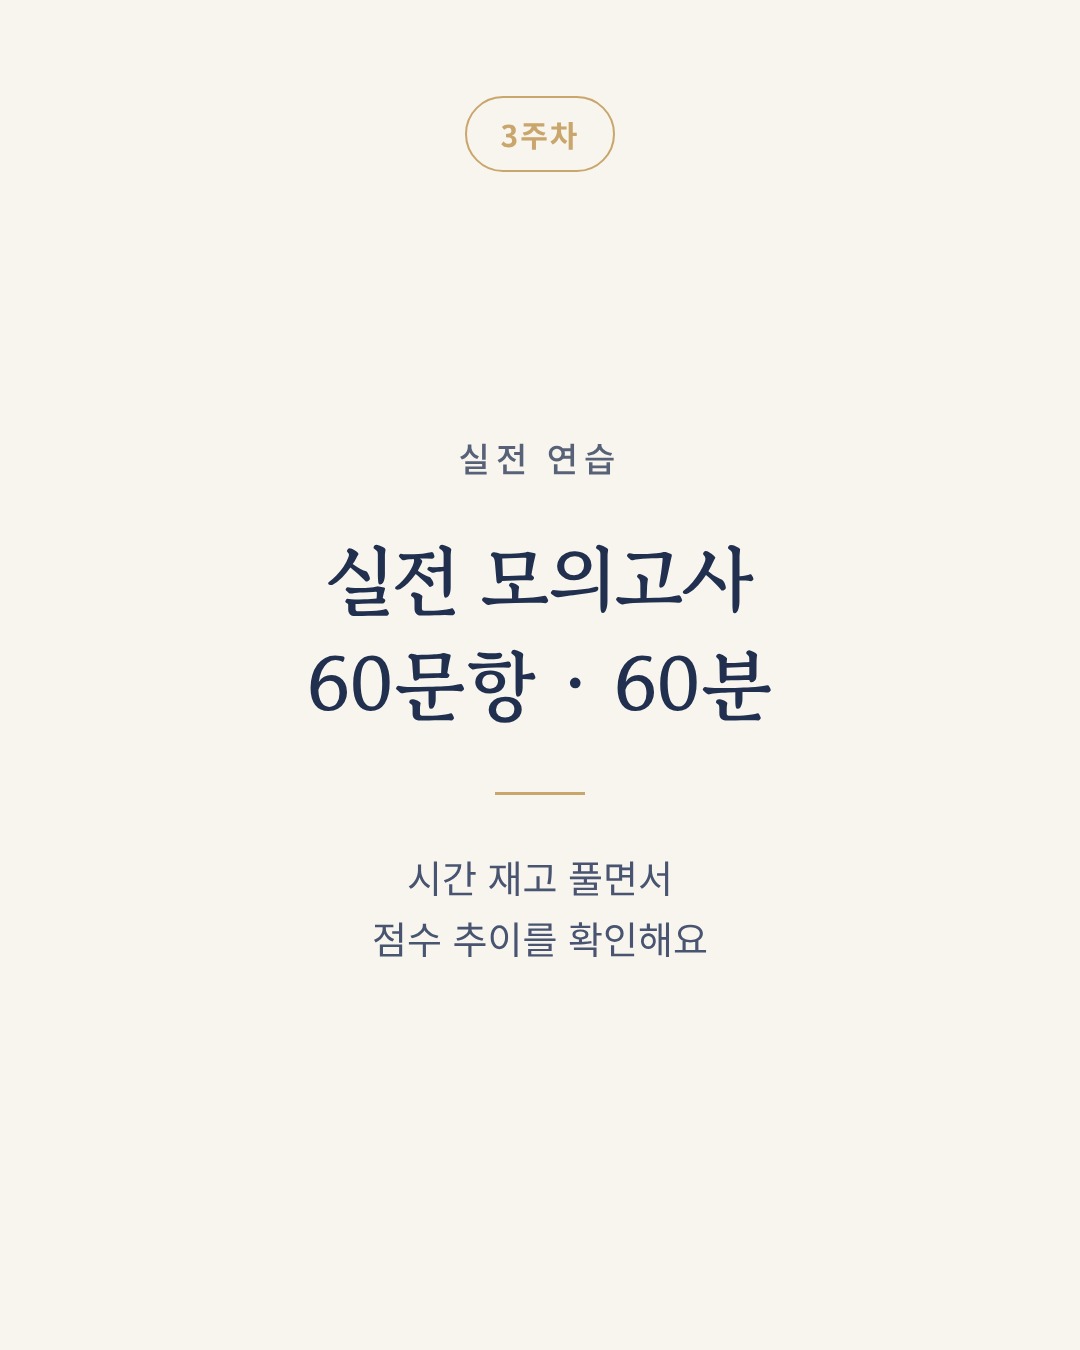 3주차
실전 연습
실전 모의고사
60문항 · 60분
시간 재고 풀면서
점수 추이를 확인해요